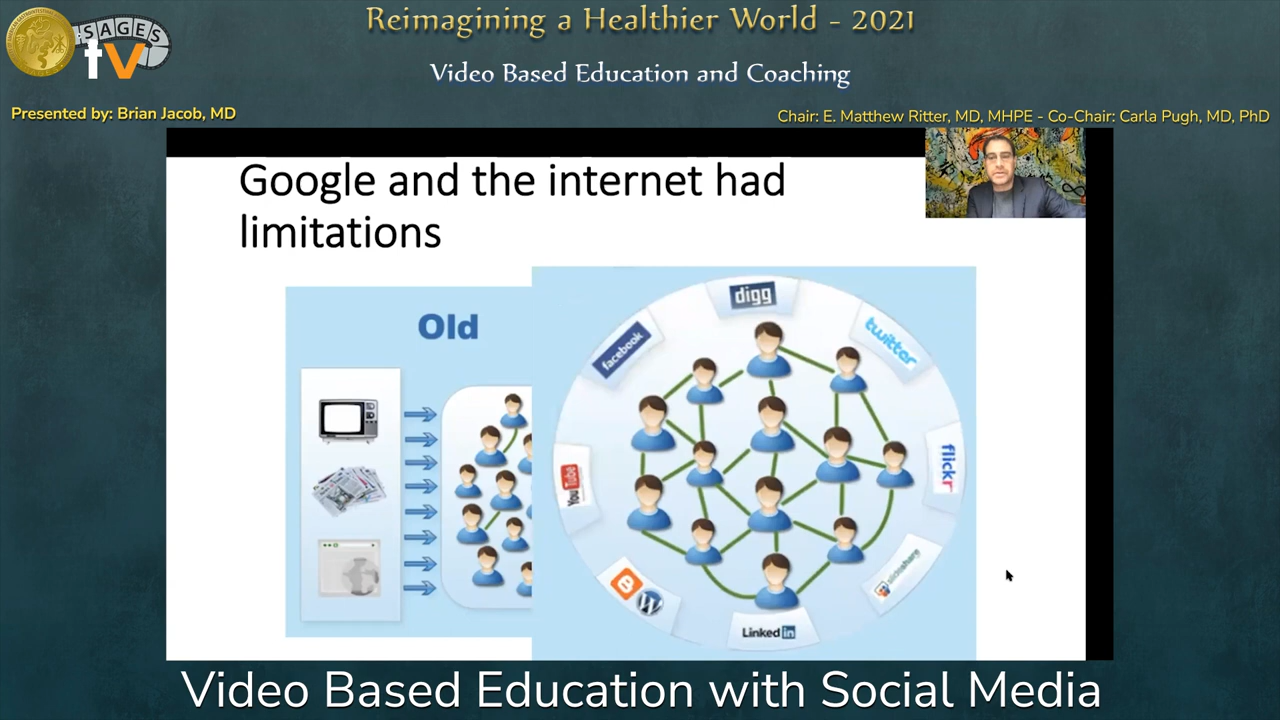 Reimagining a Healthier World - 2021
SAGES
tv
Video Based Education and Coaching
Presented by: Brian Jacob, MD
Chair: E. Matthew Ritter, MD, MHPE - Co-Chair: Carla Pugh, MD, PhD
Google and the internet had
limitations
Old
digg
facebook
twitter
flickr
YouTube
slideshare
W
Linked in
Video Based Education with Social Media